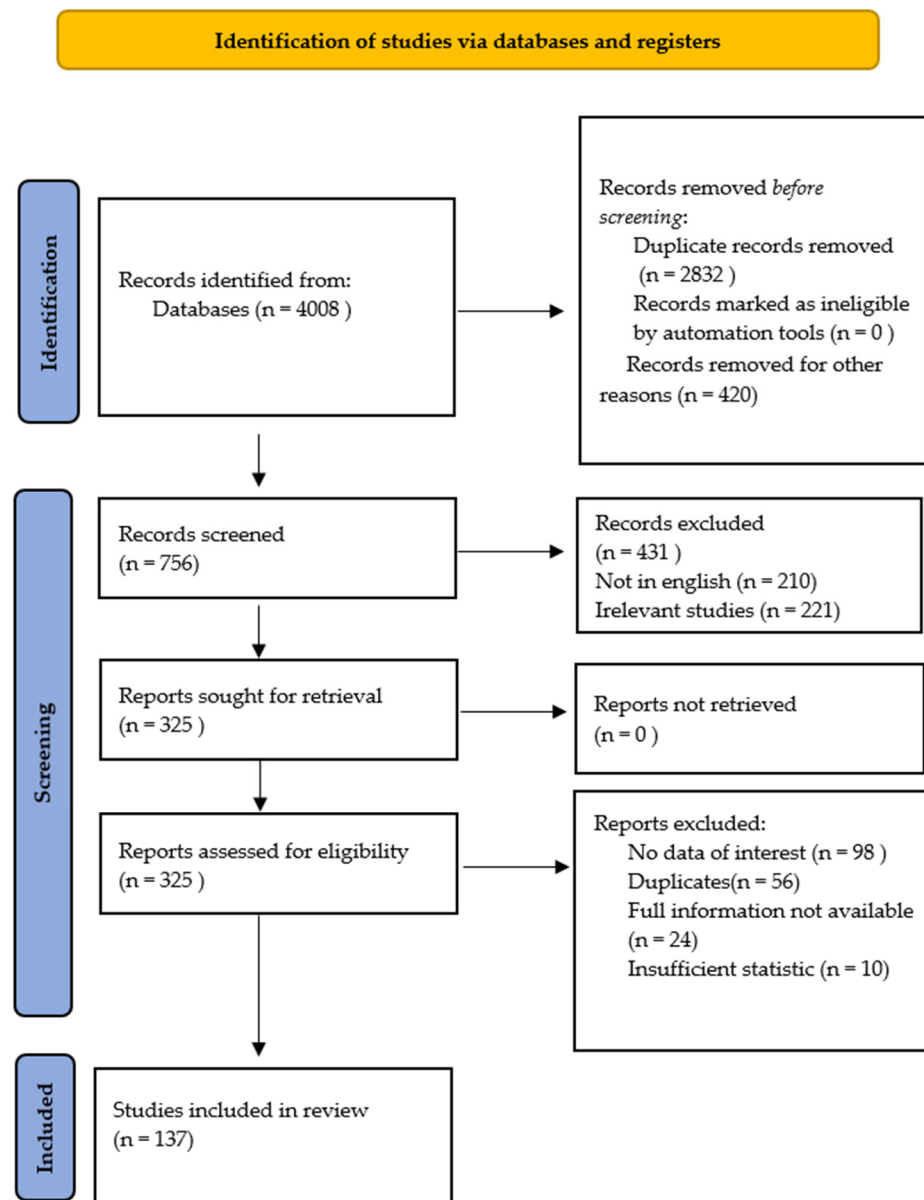 Identification of studies via databases and registers
Identification
Records identified from:
Databases (n = 4008 )
Records removed before
screening:
Duplicate records removed
(n = 2832 )
Records marked as ineligible
by automation tools (n = 0 )
Records removed for other
reasons (n = 420)
Screening
Records screened
(n = 756)
Records excluded
(n = 431 )
Not in english (n = 210)
Irelevant studies (n = 221)
Reports sought for retrieval
(n = 325 )
Reports not retrieved
(n = 0 )
Reports assessed for eligibility
(n = 325 )
Reports excluded:
No data of interest (n = 98 )
Duplicates(n = 56)
Full information not available
(n = 24)
Insufficient statistic (n = 10)
Included
Studies included in review
(n = 137)